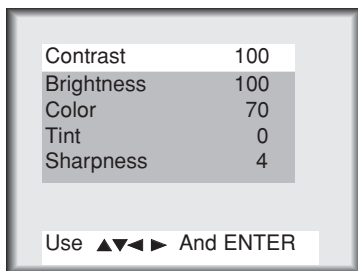 Contrast 100
Brightness 100
Color 70
Tint 0
Sharpness 4
Use ▲▼◄ ► And ENTER